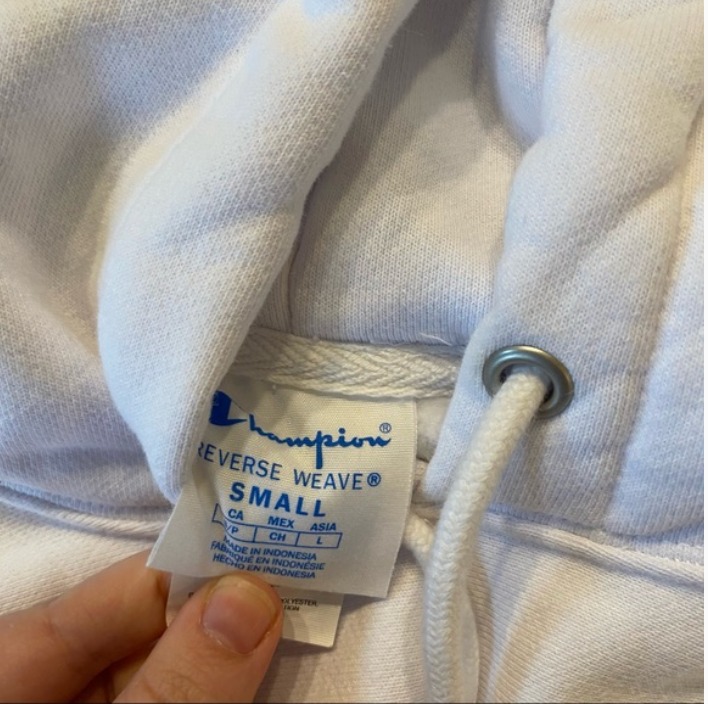 Champion®
REVERSE WEAVE®
SMALL
CA MEX ASIA
S/P CH L
MADE IN INDONESIA
FABRIQUÉ EN INDONÉSIE
HECHO EN INDONESIA